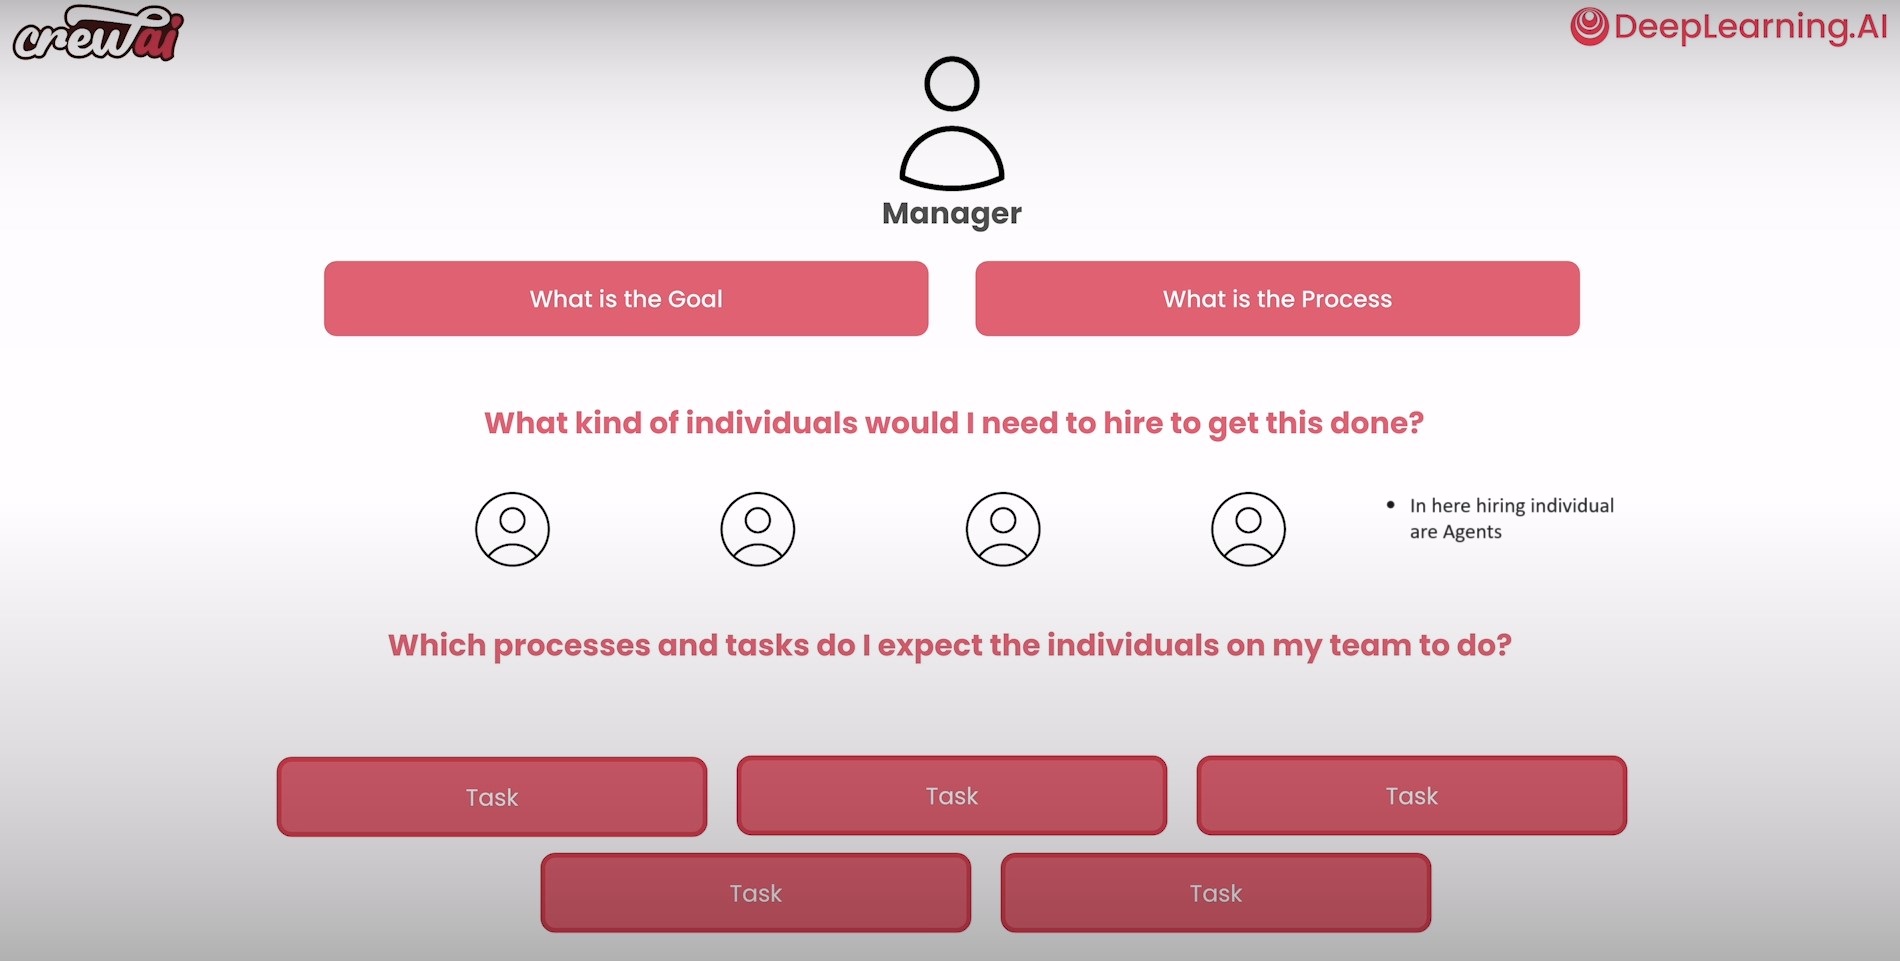 crewai
DeepLearning.AI
Manager
What is the Goal
What is the Process
What kind of individuals would I need to hire to get this done?
• In here hiring individual
are Agents
Which processes and tasks do I expect the individuals on my team to do?
Task
Task
Task
Task
Task